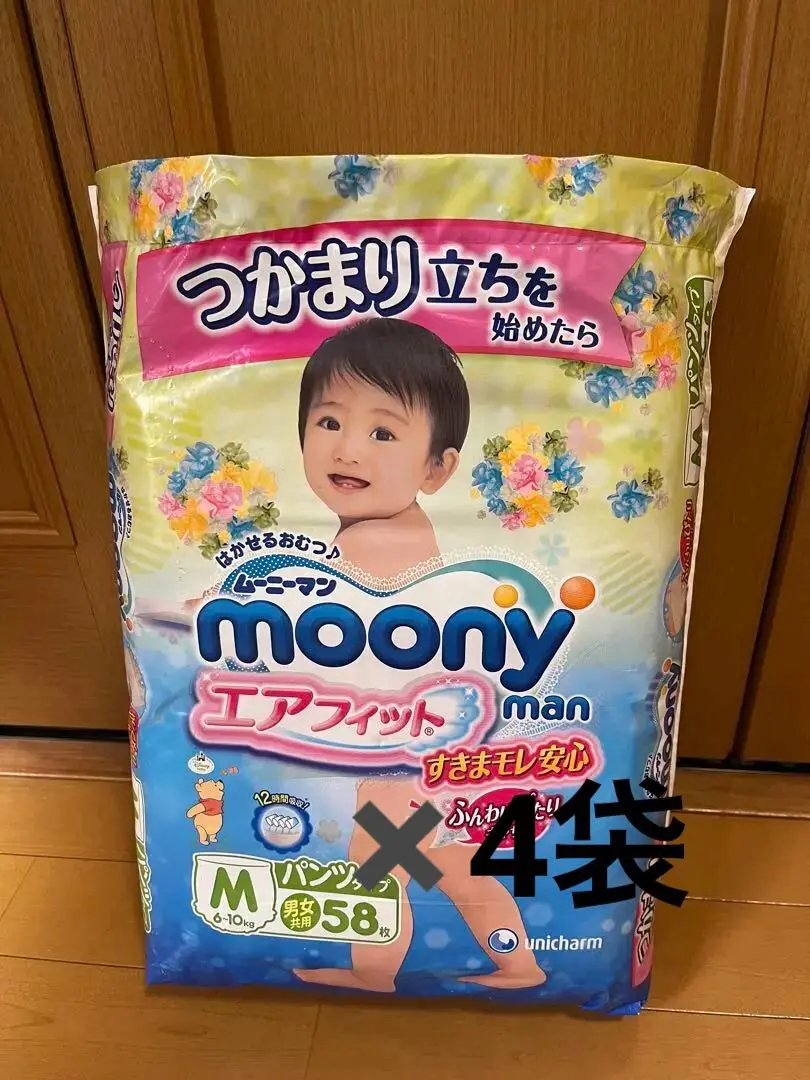 つかまり立ちを
始めたら
はかせるおむつ♪
ムーニーマン
moony
man
エアフィット®
すきまモレ安心
Disney
12時間吸収!
×4袋
M
6~10kg
パンツタイプ
男女
共用
58枚
unicharm